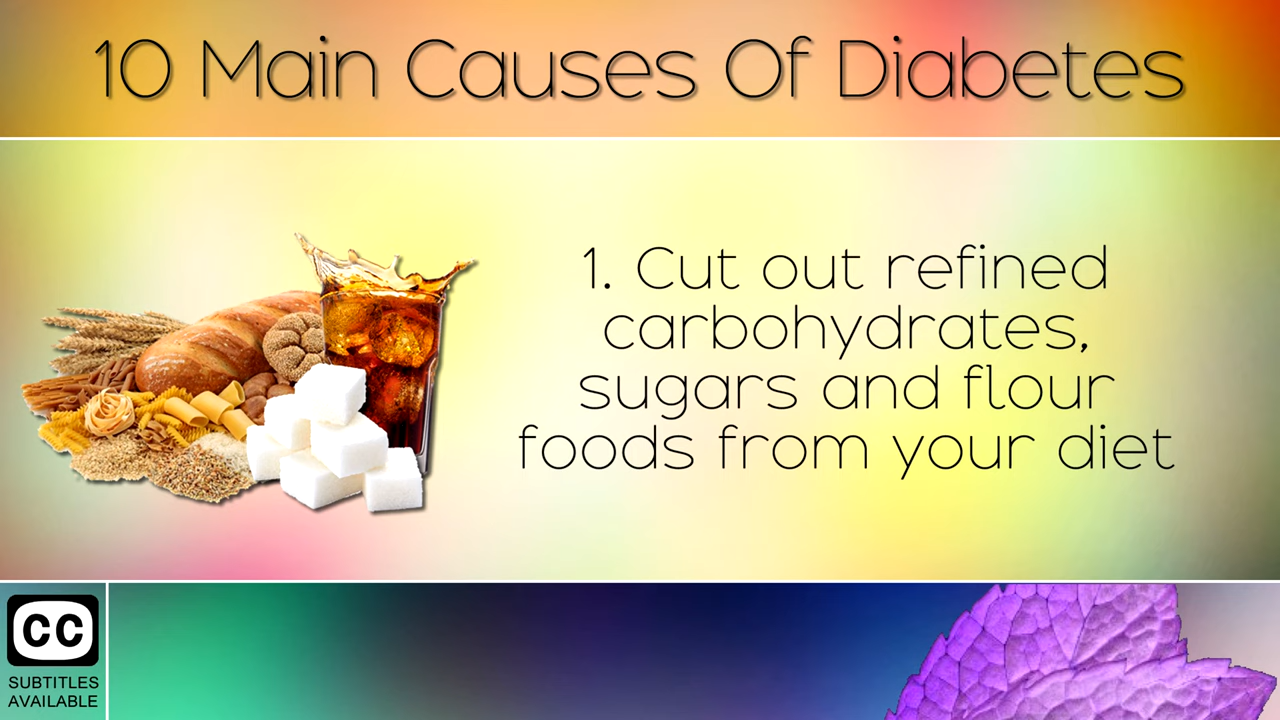 10 Main Causes Of Diabetes
1. Cut out refined
carbohydrates,
sugars and flour
foods from your diet
CC
SUBTITLES
AVAILABLE